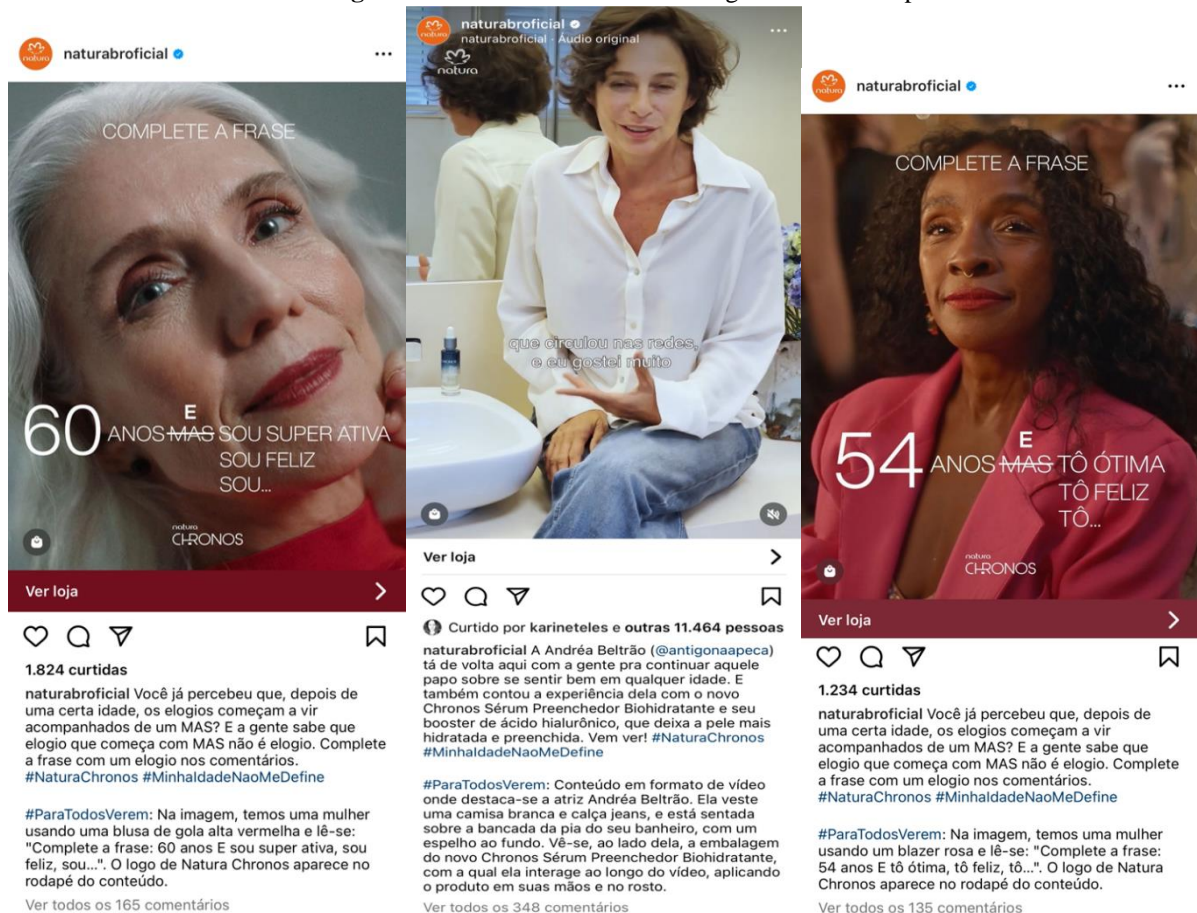 naturabroficial
natura
COMPLETE A FRASE
60 ANOS MAS E SOU SUPER ATIVA
SOU FELIZ
SOU...
natura
CHRONOS
Ver loja
1.824 curtidas
naturabroficial Você já percebeu que, depois de
uma certa idade, os elogios começam a vir
acompanhados de um MAS? E a gente sabe que
elogio que começa com MAS não é elogio. Complete
a frase com um elogio nos comentários.
#NaturaChronos #MinhaIdadeNaoMeDefine
#ParaTodosVerem: Na imagem, temos uma mulher
usando uma blusa de gola alta vermelha e lê-se:
"Complete a frase: 60 anos E sou super ativa, sou
feliz, sou...". O logo de Natura Chronos aparece no
rodapé do conteúdo.
Ver todos os 165 comentários
naturabroficial
naturabroficial · Áudio original
natura
natura
que circulou nas redes,
e eu gostei muito
Ver loja
Curtido por karineteles e outras 11.464 pessoas
naturabroficial A Andréa Beltrão (@antigonaapeca)
tá de volta aqui com a gente pra continuar aquele
papo sobre se sentir bem em qualquer idade. E
também contou a experiência dela com o novo
Chronos Sérum Preenchedor Biohidratante e seu
booster de ácido hialurônico, que deixa a pele mais
hidratada e preenchida. Vem ver! #NaturaChronos
#MinhaIdadeNaoMeDefine
#ParaTodosVerem: Conteúdo em formato de vídeo
onde destaca-se a atriz Andréa Beltrão. Ela veste
uma camisa branca e calça jeans, e está sentada
sobre a bancada da pia do seu banheiro, com um
espelho ao fundo. Vê-se, ao lado dela, a embalagem
do novo Chronos Sérum Preenchedor Biohidratante,
com a qual ela interage ao longo do vídeo, aplicando
o produto em suas mãos e no rosto.
Ver todos os 348 comentários
naturabroficial
natura
COMPLETE A FRASE
54 ANOS MAS E TÔ ÓTIMA
TÔ FELIZ
TÔ...
natura
CHRONOS
Ver loja
1.234 curtidas
naturabroficial Você já percebeu que, depois de
uma certa idade, os elogios começam a vir
acompanhados de um MAS? E a gente sabe que
elogio que começa com MAS não é elogio. Complete
a frase com um elogio nos comentários.
#NaturaChronos #MinhaIdadeNaoMeDefine
#ParaTodosVerem: Na imagem, temos uma mulher
usando um blazer rosa e lê-se: "Complete a frase:
54 anos E tô ótima, tô feliz, tô...". O logo de Natura
Chronos aparece no rodapé do conteúdo.
Ver todos os 135 comentários